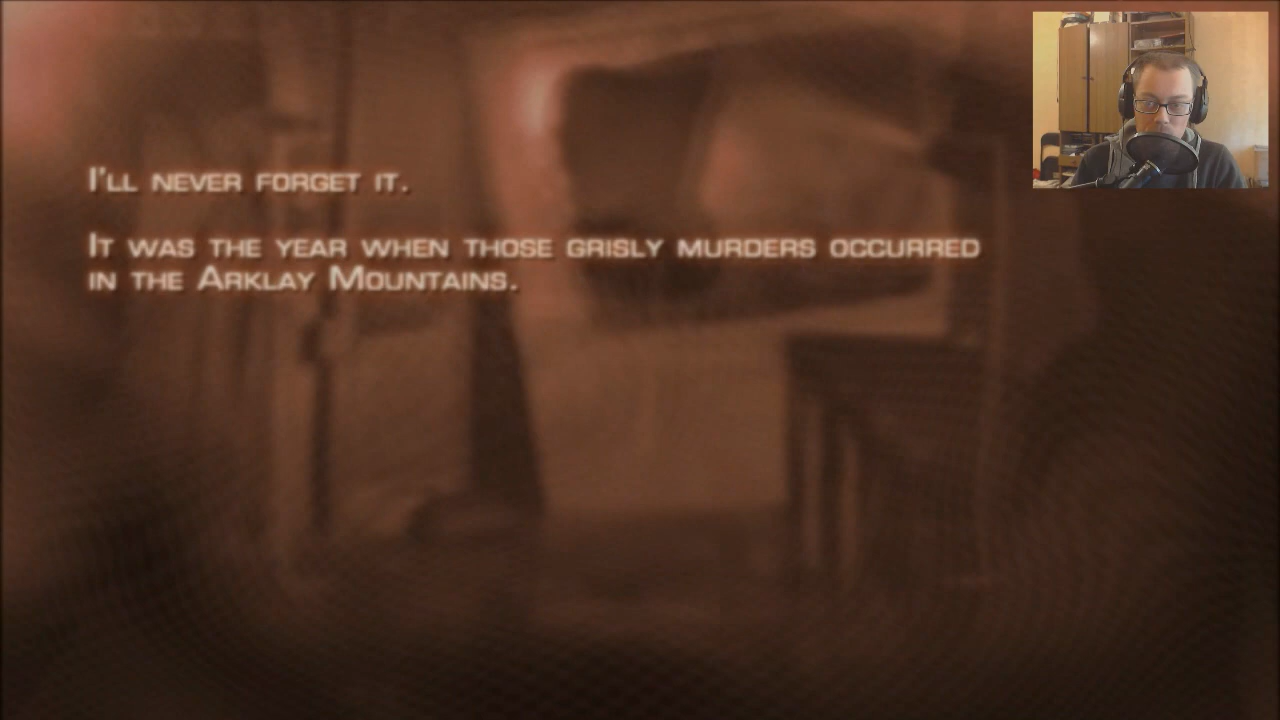 I'll never forget it.
It was the year when those grisly murders occurred
in the Arklay Mountains.